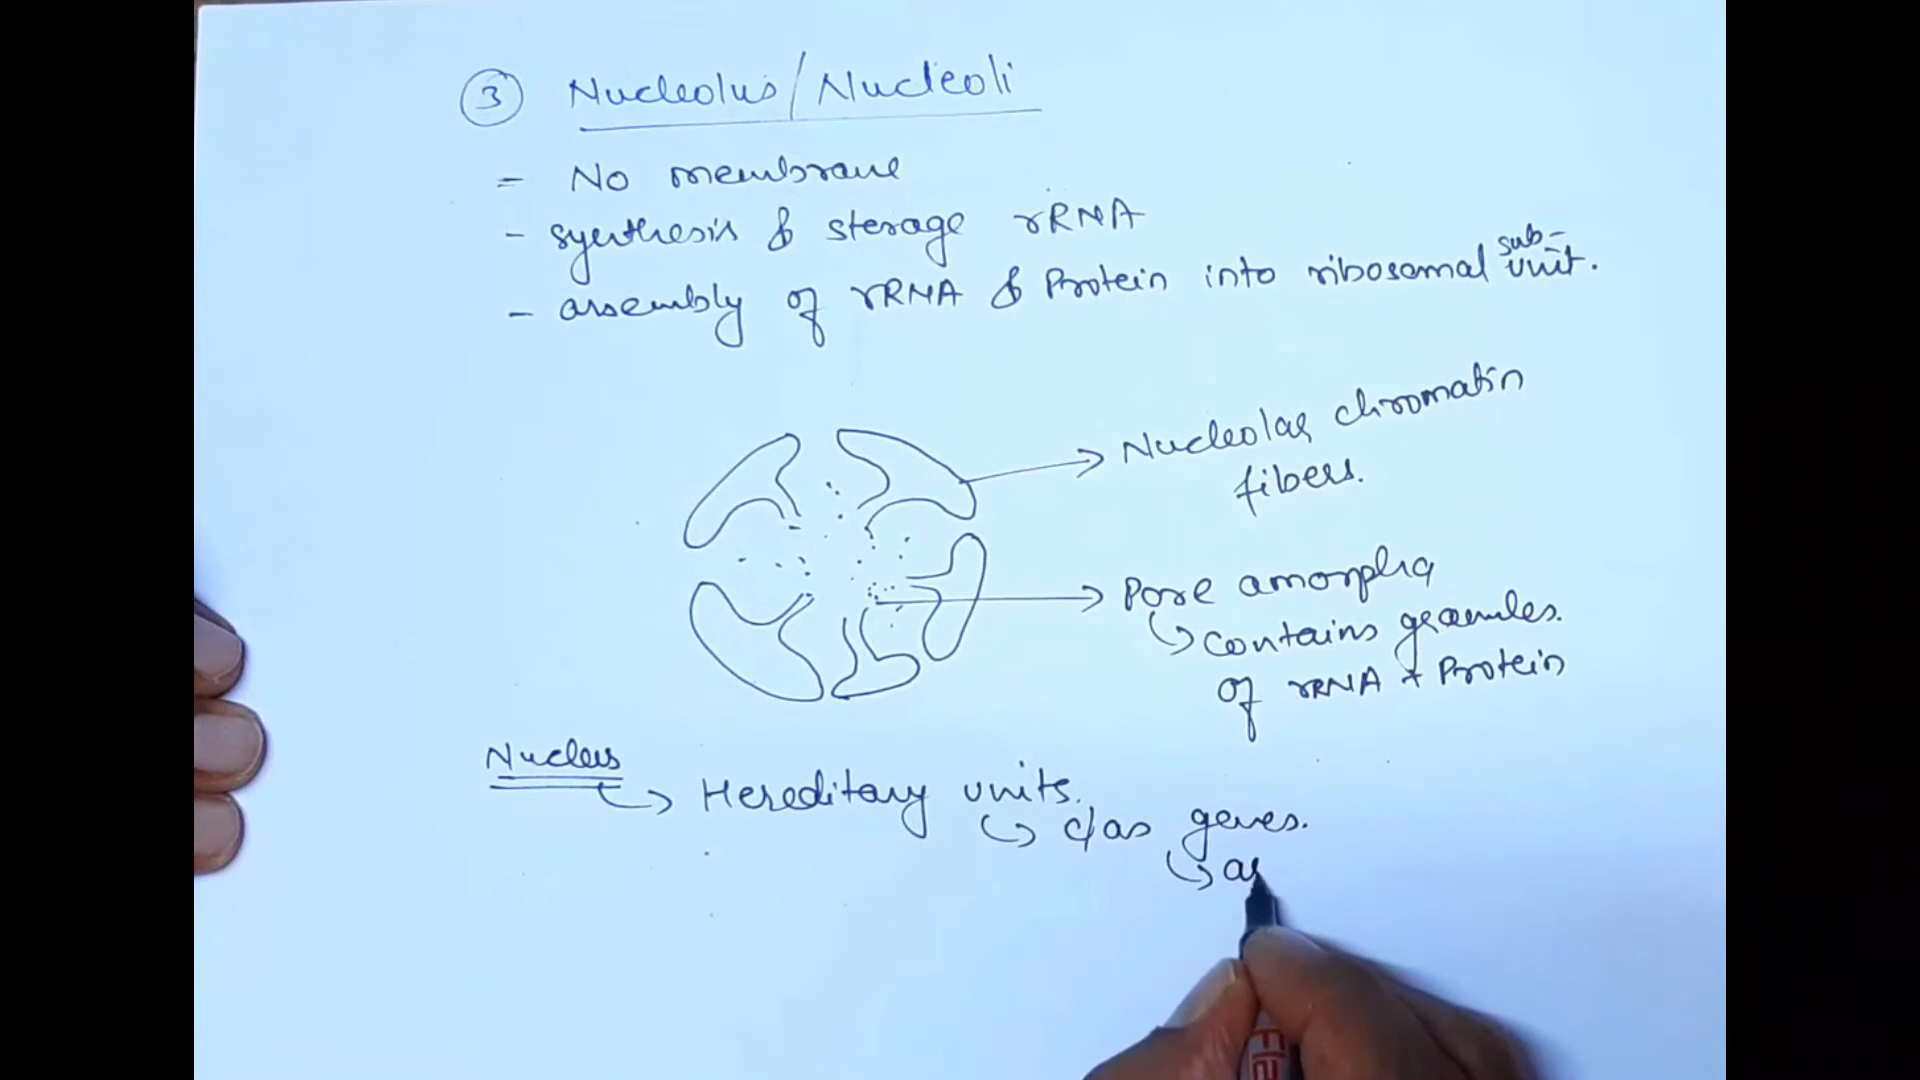 ③ Nucleolus/Nucleoli
= No membrane
- synthesis & storage rRNA
- assembly of rRNA & Protein into ribosomal sub-unit.
Nucleolar chromatin
fibers.
Pore amorpha
↳ contains granules.
of rRNA + Protein
Nucleus
↳ Hereditary units.
↳ c/as genes.
↳ as